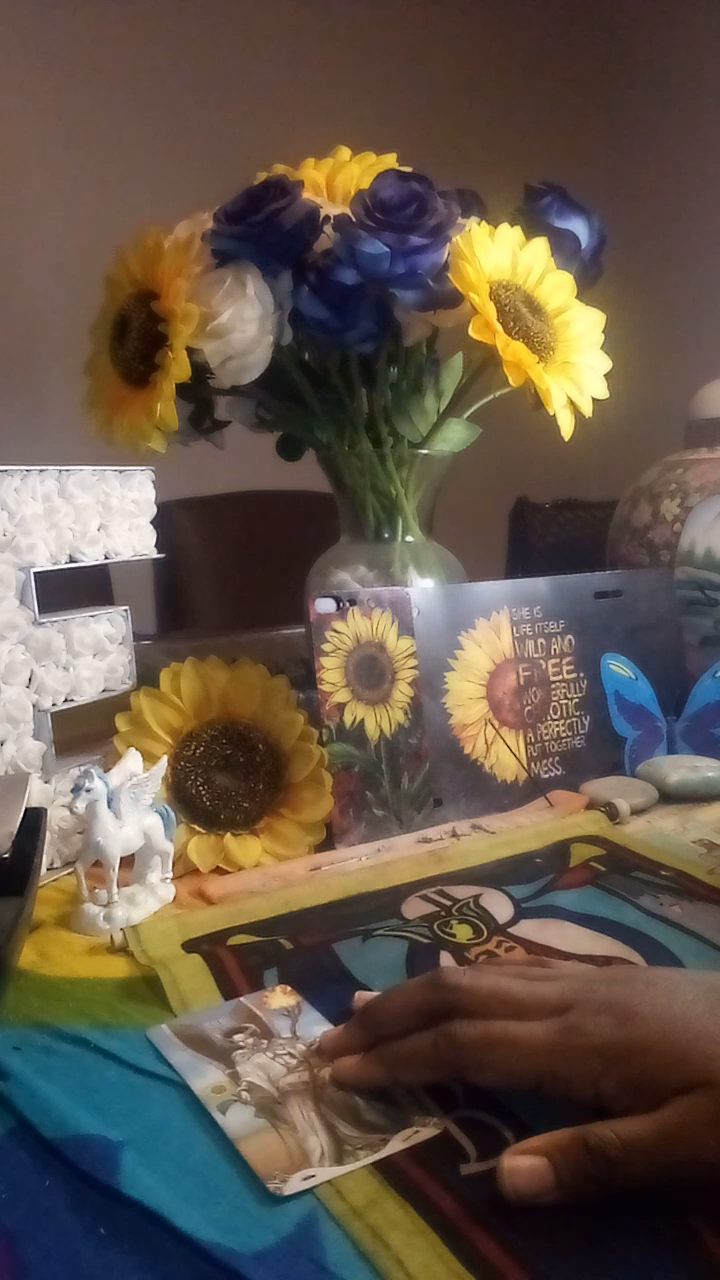 SHE IS
LIFE ITSELF
WILD AND
FREE.
WONDERFULLY
CHAOTIC.
A PERFECTLY
PUT TOGETHER
MESS.
E